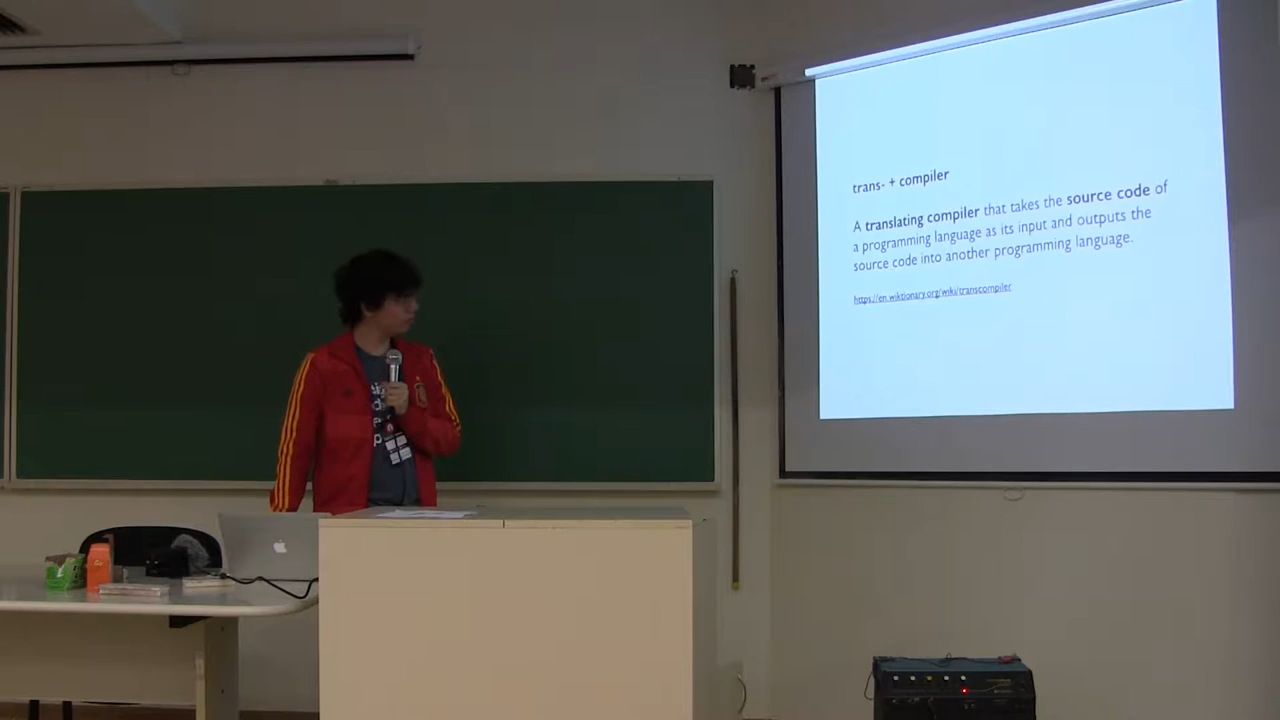 trans- + compiler
A translating compiler that takes the source code of
a programming language as its input and outputs the
source code into another programming language.
https://en.wiktionary.org/wiki/transcompiler